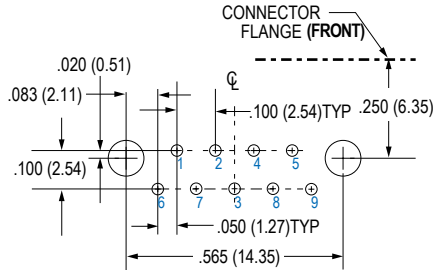 CONNECTOR
FLANGE (FRONT)
.020 (0.51)
.083 (2.11)
℄
.100 (2.54)TYP
.250 (6.35)
1 2 4 5
.100 (2.54)
6 7 3 8 9
.050 (1.27)TYP
.565 (14.35)